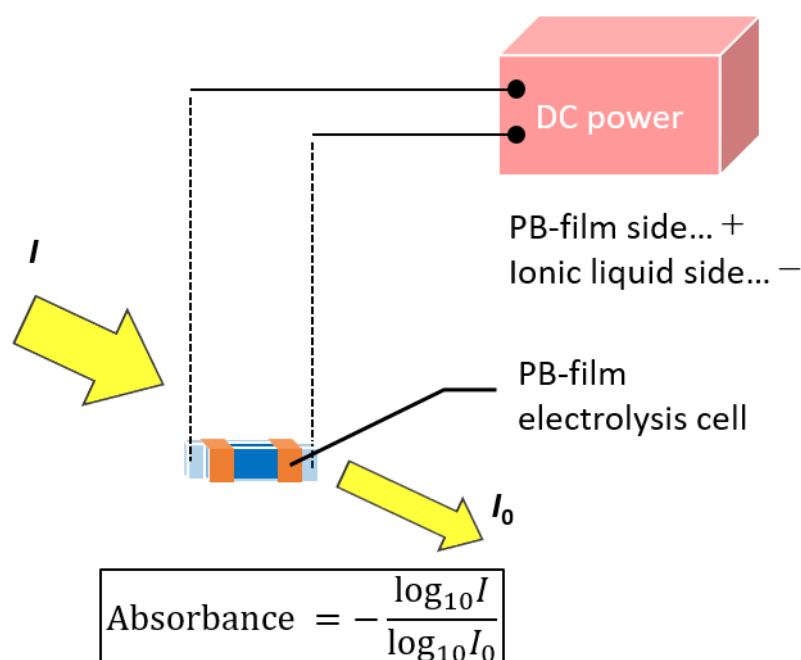 DC power
PB-film side… +
Ionic liquid side… −
I
PB-film
electrolysis cell
I₀
Absorbance = − log₁₀I / log₁₀I₀